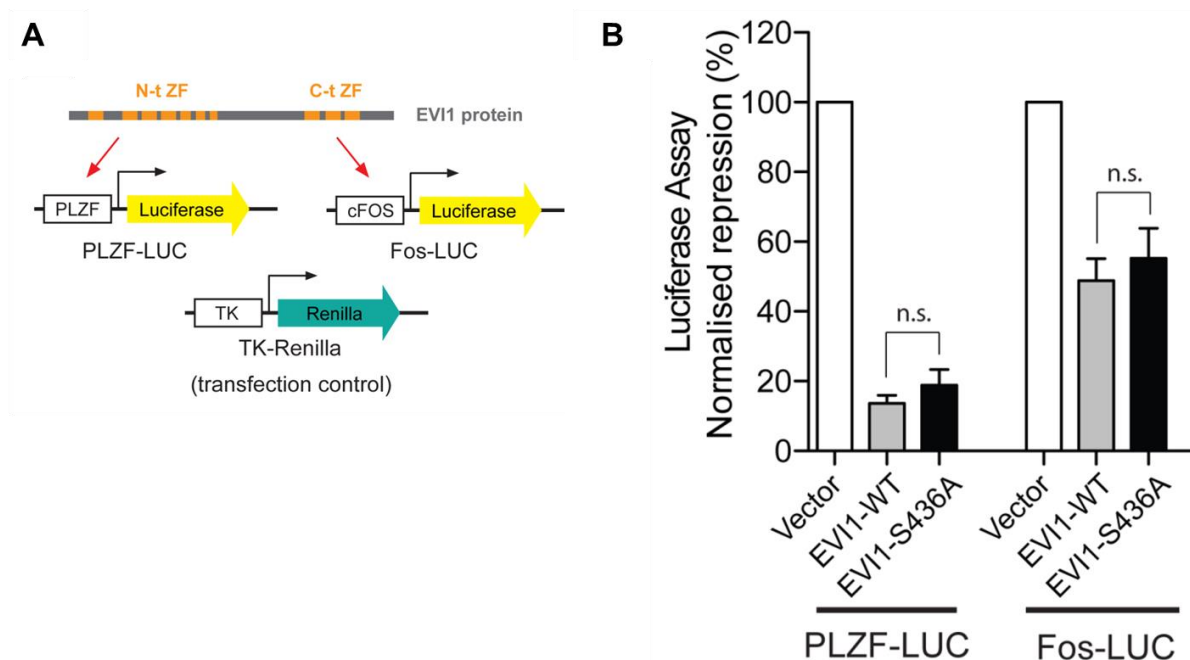 A
N-t ZF
C-t ZF
EVI1 protein
PLZF
Luciferase
cFOS
Luciferase
PLZF-LUC
Fos-LUC
TK
Renilla
TK-Renilla
(transfection control)
B
Luciferase Assay
Normalised repression (%)
120
100
80
60
40
20
0
n.s.
n.s.
Vector
EVI1-WT
EVI1-S436A
Vector
EVI1-WT
EVI1-S436A
PLZF-LUC
Fos-LUC